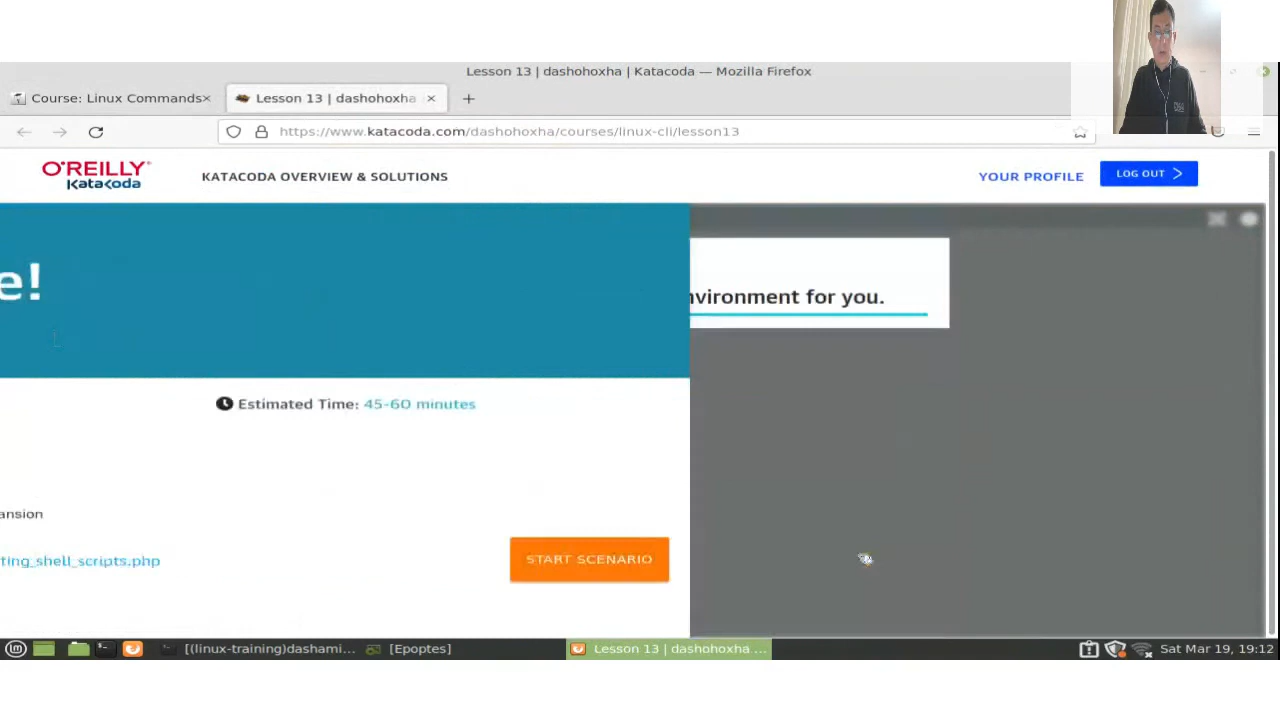 Lesson 13 | dashohoxha | Katacoda — Mozilla Firefox
Course: Linux Commands
Lesson 13 | dashohoxha
https://www.katacoda.com/dashohoxha/courses/linux-cli/lesson13
O'REILLY
Katacoda
KATACODA OVERVIEW & SOLUTIONS
YOUR PROFILE
LOG OUT
e!
nvironment for you.
Estimated Time: 45-60 minutes
ansion
ting_shell_scripts.php
START SCENARIO
[(linux-training)dashami...
[Epoptes]
Lesson 13 | dashohoxha ...
Sat Mar 19, 19:12